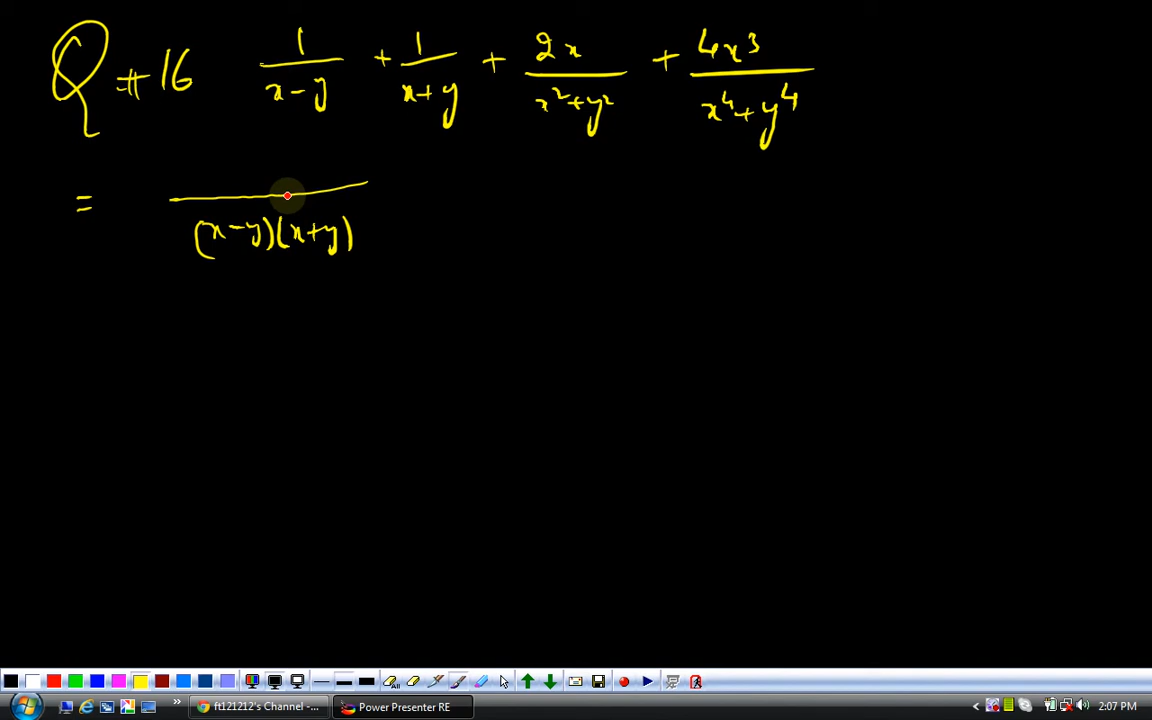 Q # 16 1/(x-y) + 1/(x+y) + 2x/(x²+y²) + 4x³/(x⁴+y⁴)
= /(x-y)(x+y)
ft121212's Channel -... Power Presenter RE 2:07 PM